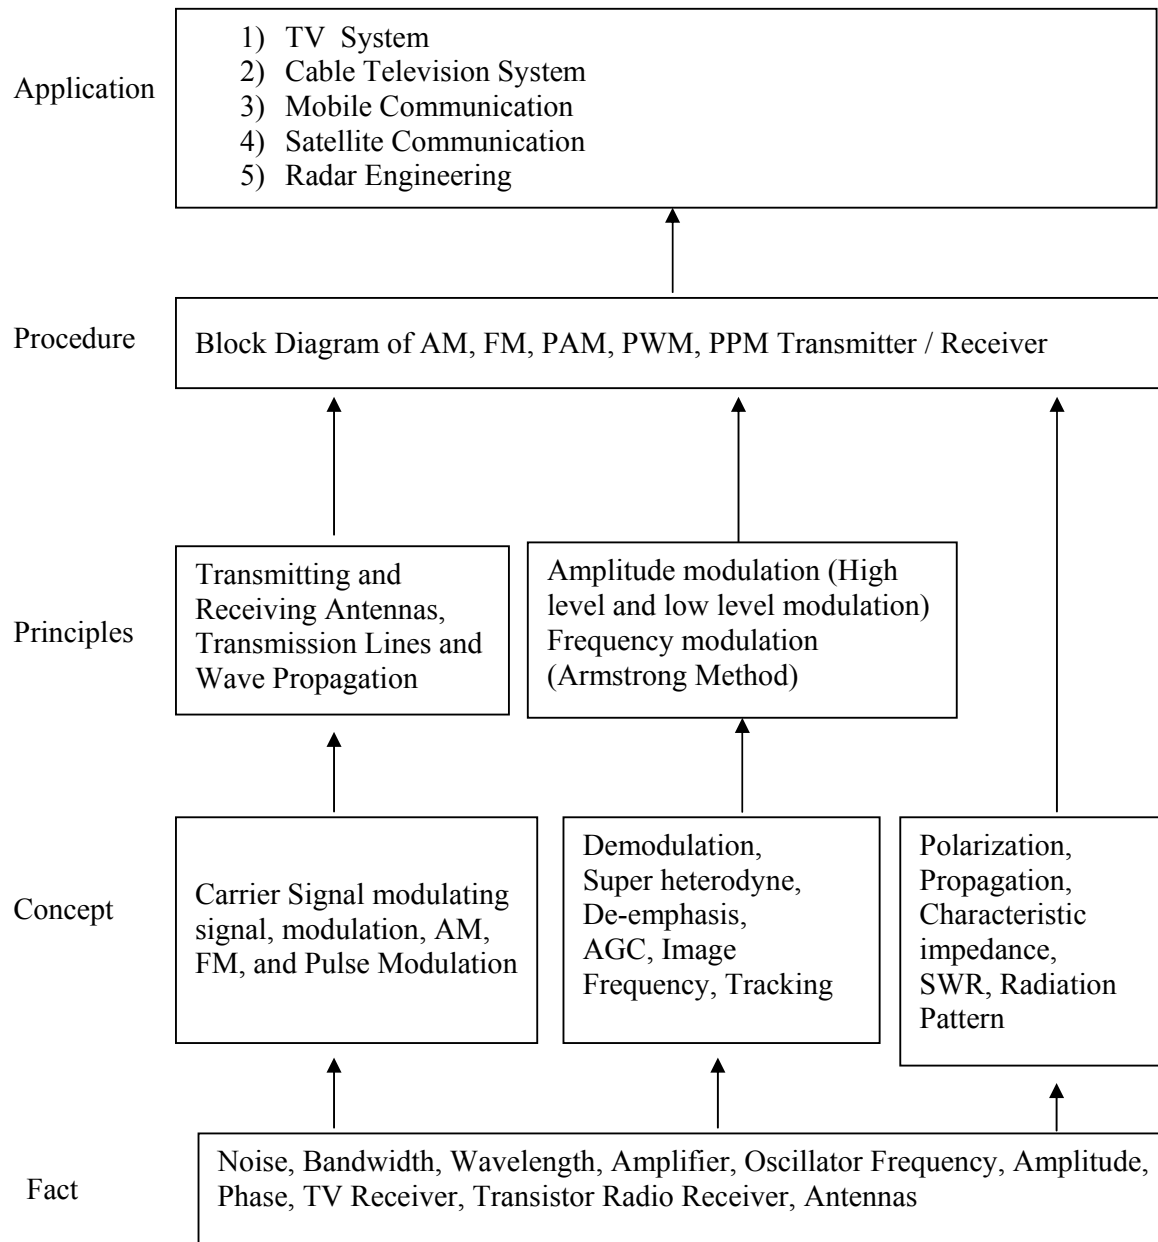 Application
1) TV System
2) Cable Television System
3) Mobile Communication
4) Satellite Communication
5) Radar Engineering
Procedure
Block Diagram of AM, FM, PAM, PWM, PPM Transmitter / Receiver
Principles
Transmitting and
Receiving Antennas,
Transmission Lines and
Wave Propagation
Amplitude modulation (High
level and low level modulation)
Frequency modulation
(Armstrong Method)
Concept
Carrier Signal modulating
signal, modulation, AM,
FM, and Pulse Modulation
Demodulation,
Super heterodyne,
De-emphasis,
AGC, Image
Frequency, Tracking
Polarization,
Propagation,
Characteristic
impedance,
SWR, Radiation
Pattern
Fact
Noise, Bandwidth, Wavelength, Amplifier, Oscillator Frequency, Amplitude,
Phase, TV Receiver, Transistor Radio Receiver, Antennas